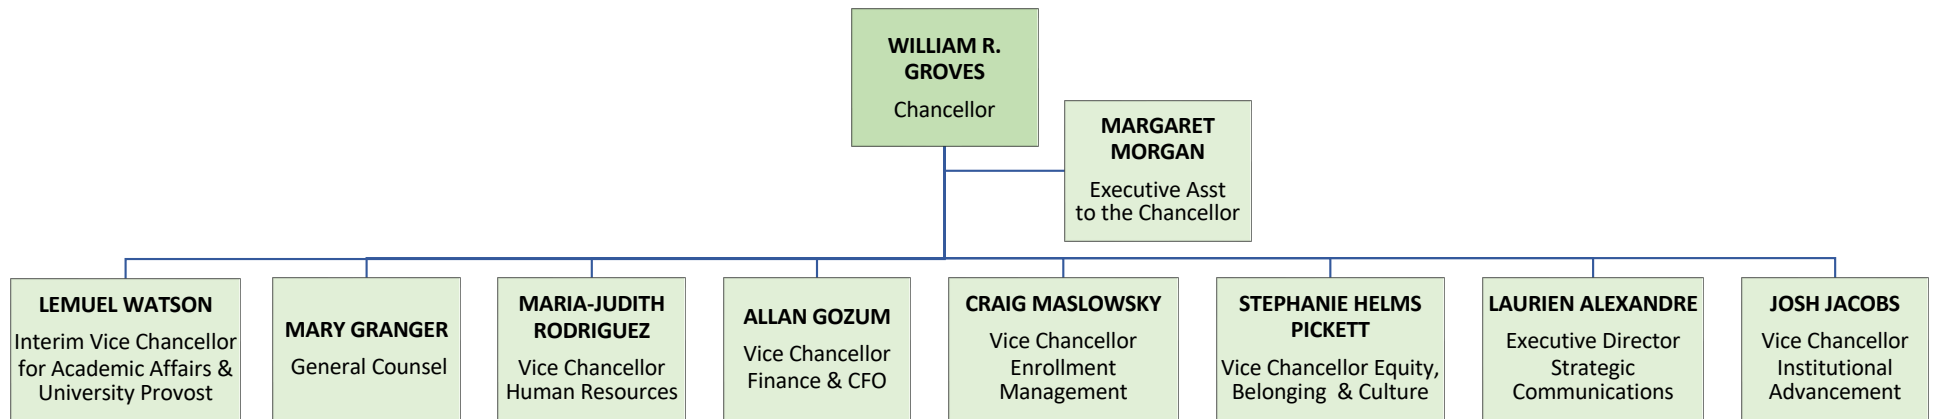 WILLIAM R.
GROVES
Chancellor
MARGARET
MORGAN
Executive Asst
to the Chancellor
LEMUEL WATSON
Interim Vice Chancellor
for Academic Affairs &
University Provost
MARY GRANGER
General Counsel
MARIA-JUDITH
RODRIGUEZ
Vice Chancellor
Human Resources
ALLAN GOZUM
Vice Chancellor
Finance & CFO
CRAIG MASLOWSKY
Vice Chancellor
Enrollment
Management
STEPHANIE HELMS
PICKETT
Vice Chancellor Equity,
Belonging & Culture
LAURIEN ALEXANDRE
Executive Director
Strategic
Communications
JOSH JACOBS
Vice Chancellor
Institutional
Advancement